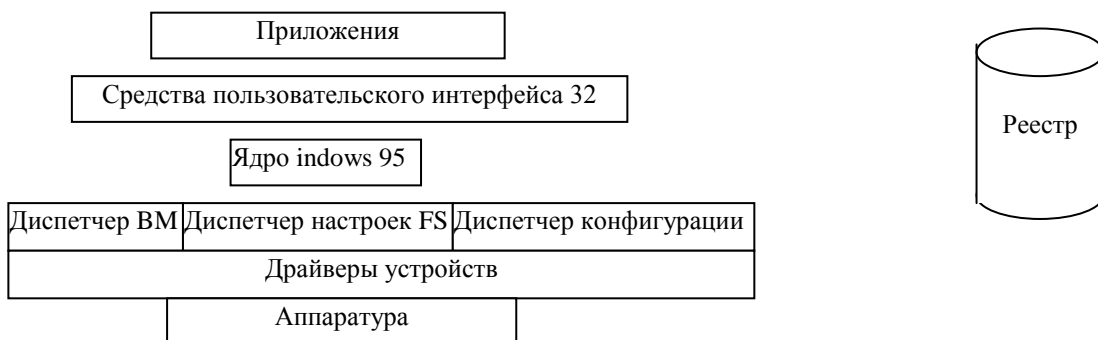 Приложения
Средства пользовательского интерфейса 32
Реестр
Ядро indows 95
Диспетчер ВМ Диспетчер настроек FS Диспетчер конфигурации
Драйверы устройств
Аппаратура